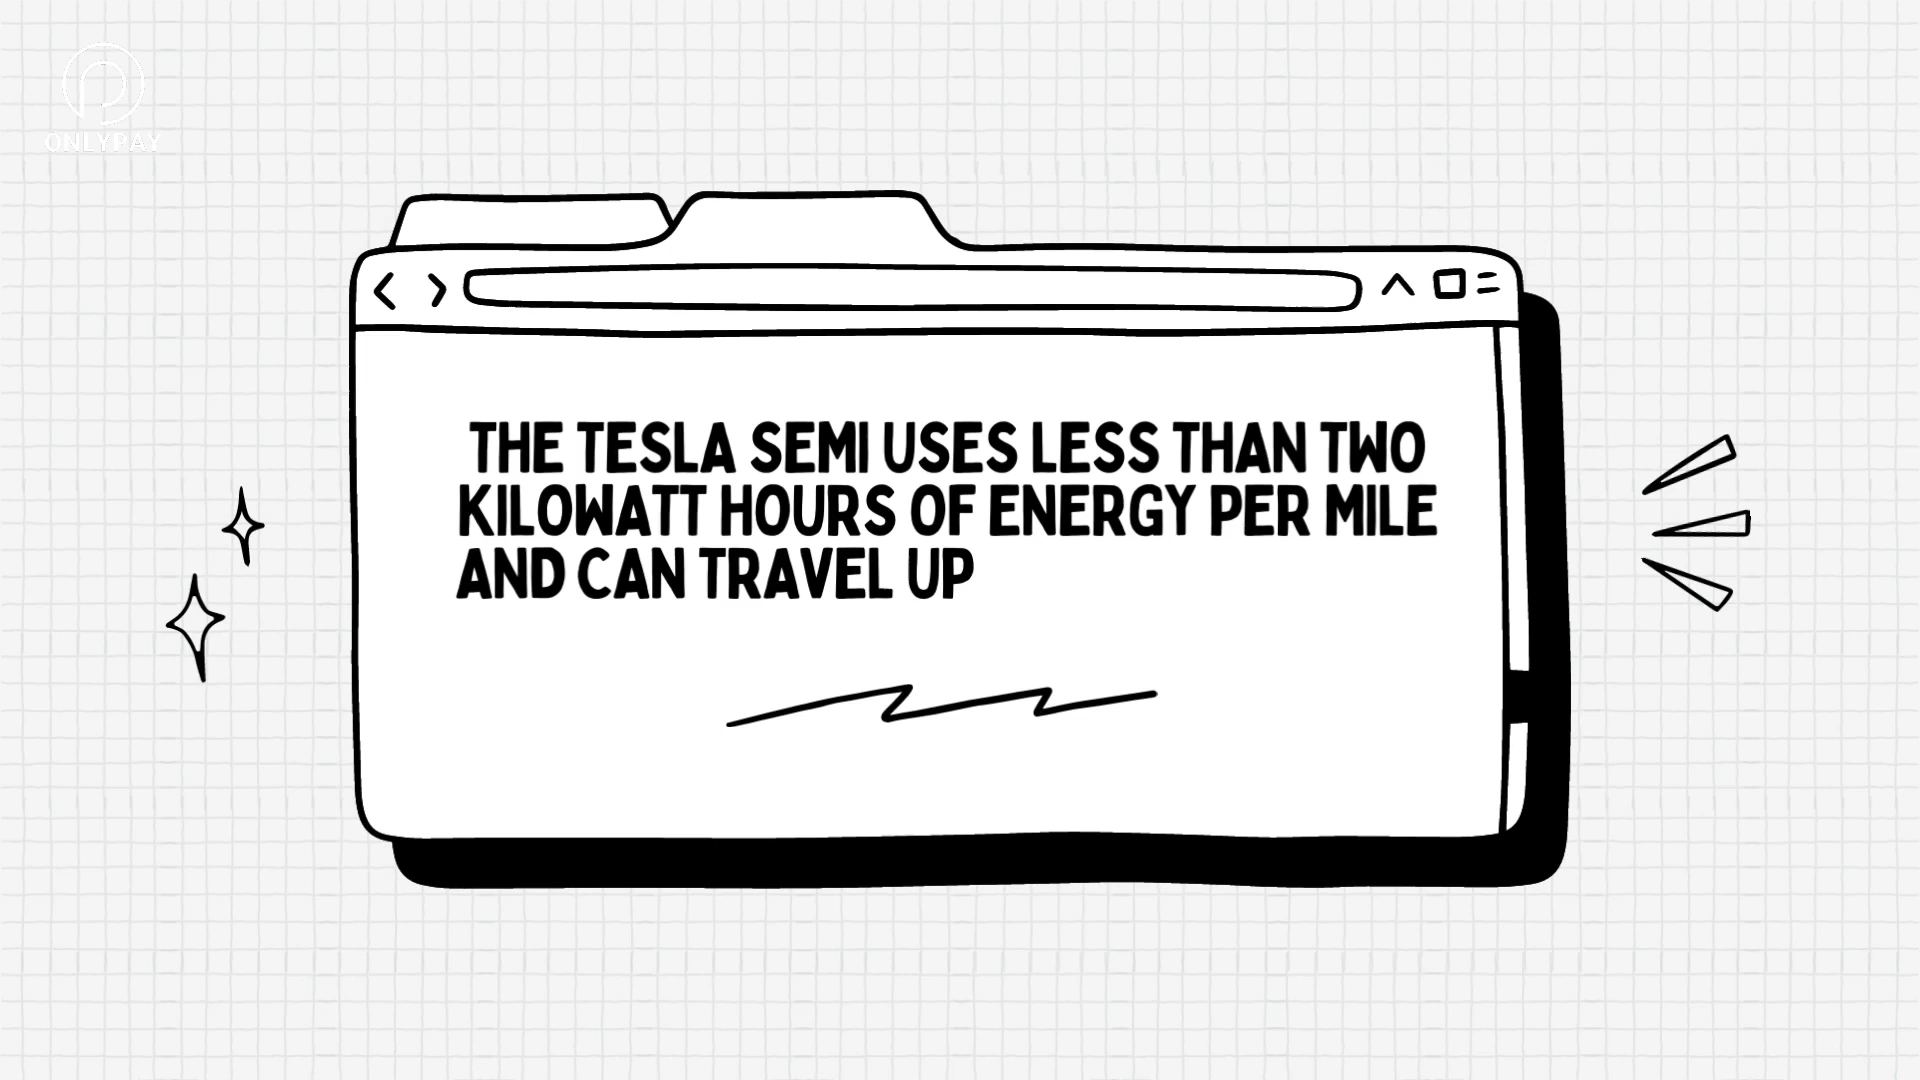 ONLYPAY
THE TESLA SEMI USES LESS THAN TWO
KILOWATT HOURS OF ENERGY PER MILE
AND CAN TRAVEL UP